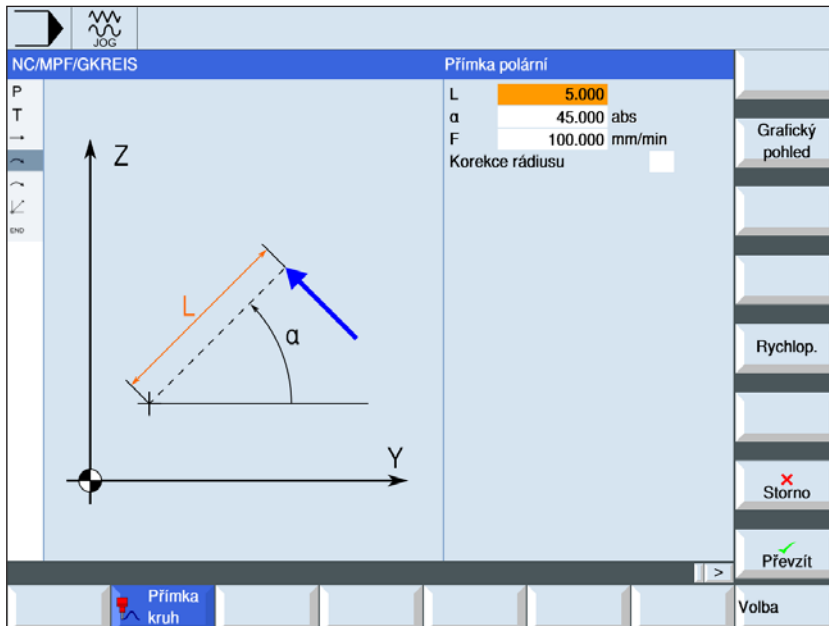 JOG
NC/MPF/GKREIS
Přímka polární
P
T
END
L 5.000
α 45.000 abs
F 100.000 mm/min
Korekce rádiusu
Z
L
α
Y
Grafický
pohled
Rychlop.
Storno
Převzít
>
Přímka
kruh
Volba